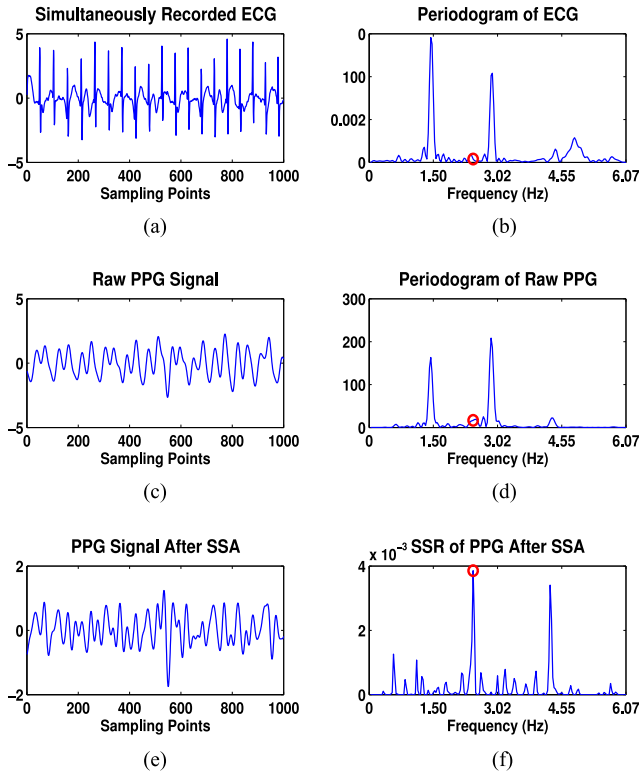 Simultaneously Recorded ECG
5
0
−5
0 200 400 600 800 1000
Sampling Points
(a)
Periodogram of ECG
0
100
0.002
0
0 1.50 3.02 4.55 6.07
Frequency (Hz)
(b)
Raw PPG Signal
5
0
−5
0 200 400 600 800 1000
Sampling Points
(c)
Periodogram of Raw PPG
300
200
100
0
0 1.50 3.02 4.55 6.07
Frequency (Hz)
(d)
PPG Signal After SSA
2
0
−2
0 200 400 600 800 1000
Sampling Points
(e)
x 10⁻³ SSR of PPG After SSA
4
2
0
0 1.50 3.02 4.55 6.07
Frequency (Hz)
(f)